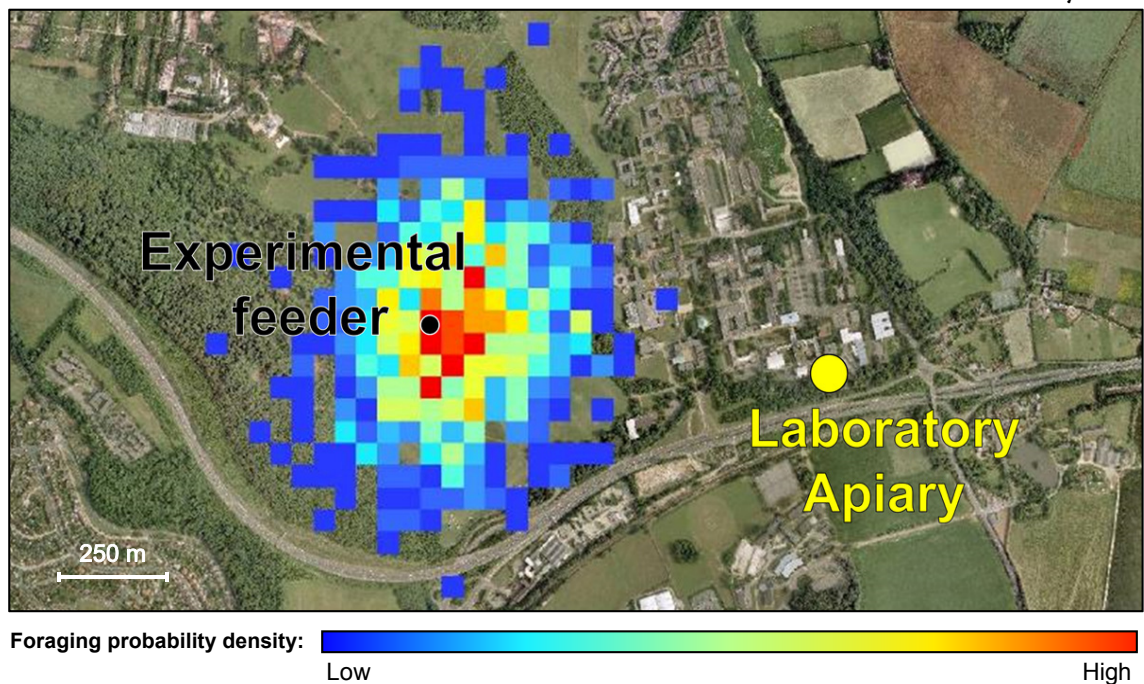 Experimental
feeder
Laboratory
Apiary
250 m
Foraging probability density:
Low
High